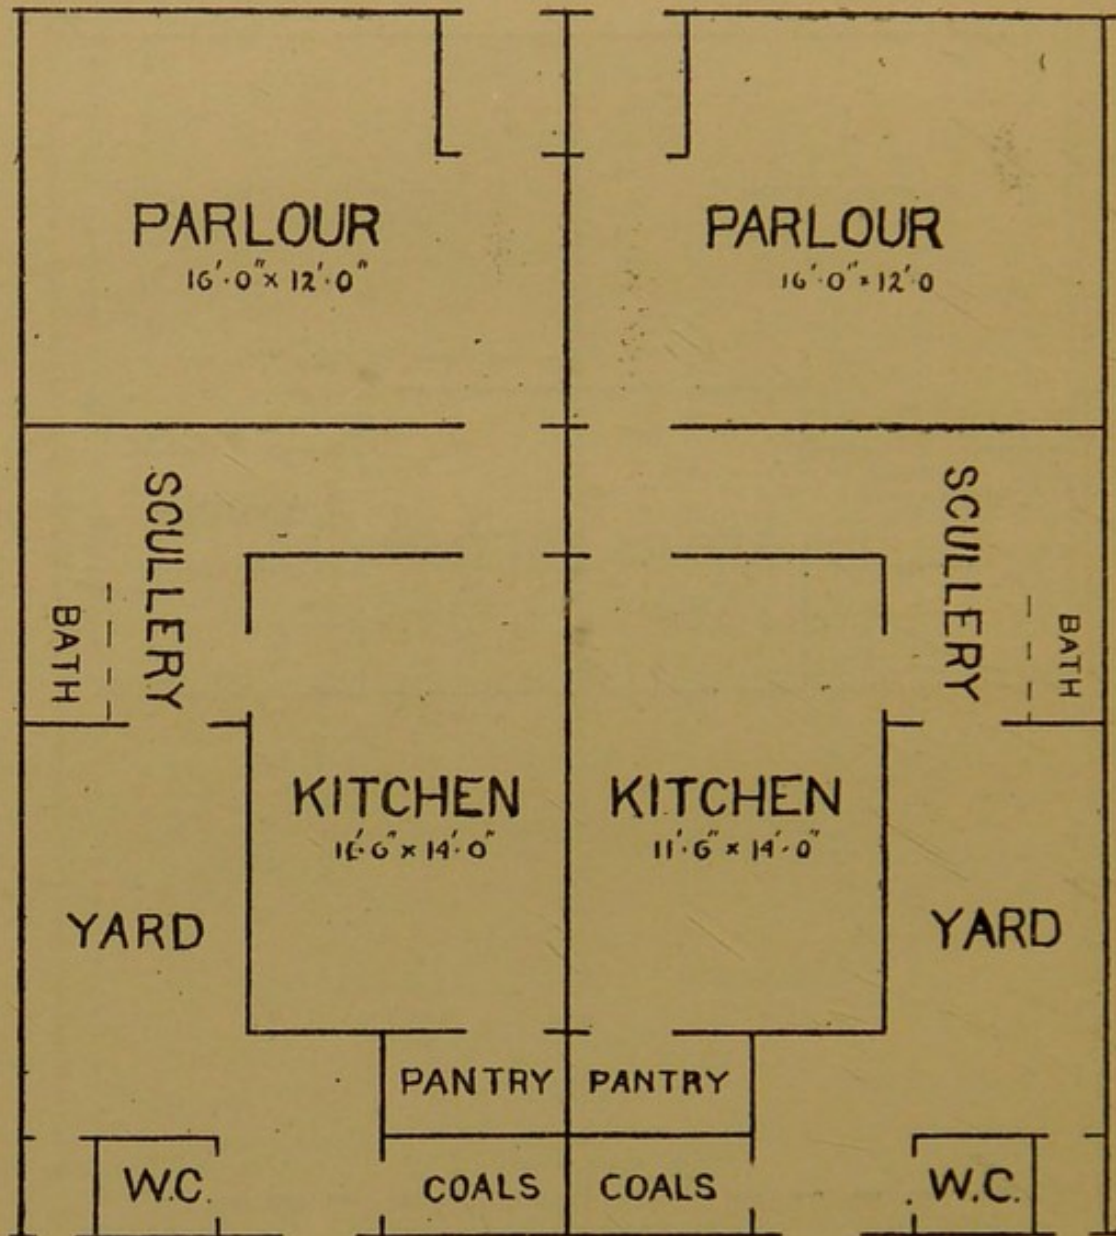 PARLOUR
16'·0" × 12'·0"
PARLOUR
16'·0" × 12'·0
SCULLERY
BATH
SCULLERY
BATH
KITCHEN
11'·6" × 14'·0"
KITCHEN
11'·6" × 14'·0"
YARD
YARD
PANTRY
PANTRY
W.C.
COALS
COALS
W.C.